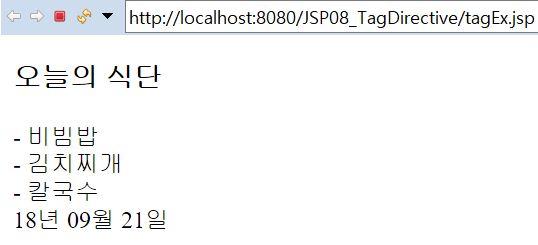 http://localhost:8080/JSP08_TagDirective/tagEx.jsp
오늘의 식단
- 비빔밥
- 김치찌개
- 칼국수
18년 09월 21일